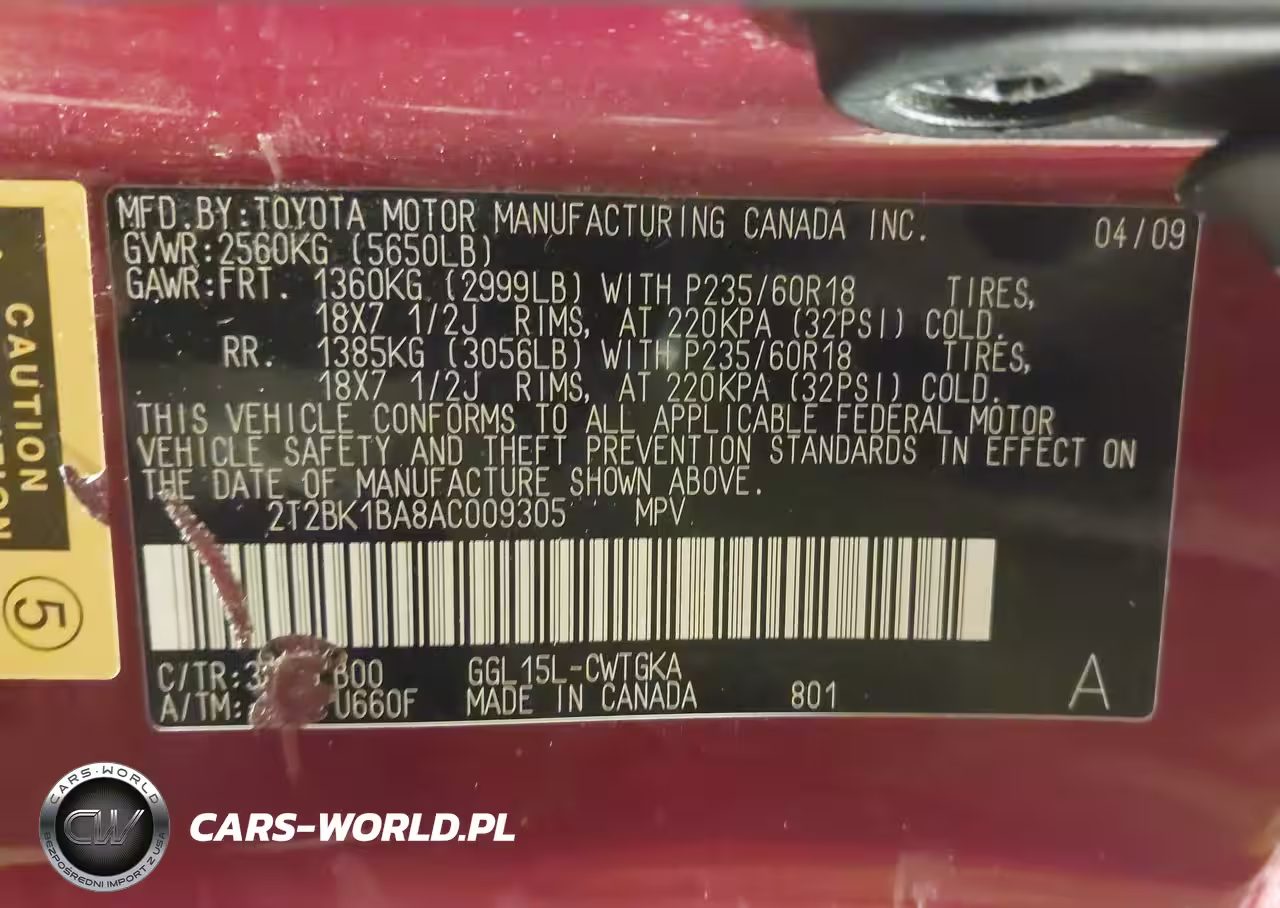 MFD.BY:TOYOTA MOTOR MANUFACTURING CANADA INC. 04/09
GVWR:2560KG (5650LB)
GAWR:FRT. 1360KG (2999LB) WITH P235/60R18 TIRES,
18X7 1/2J RIMS, AT 220KPA (32PSI) COLD.
RR. 1385KG (3056LB) WITH P235/60R18 TIRES,
18X7 1/2J RIMS, AT 220KPA (32PSI) COLD.
THIS VEHICLE CONFORMS TO ALL APPLICABLE FEDERAL MOTOR
VEHICLE SAFETY AND THEFT PREVENTION STANDARDS IN EFFECT ON
THE DATE OF MANUFACTURE SHOWN ABOVE.
2T2BK1BA8AC009305 MPV
C/TR: GGL15L-CWTGKA
A/TM: U660F MADE IN CANADA 801 A
CAUTION
5
CARS-WORLD
CW
BEZPOŚREDNI IMPORT Z USA
CARS-WORLD.PL